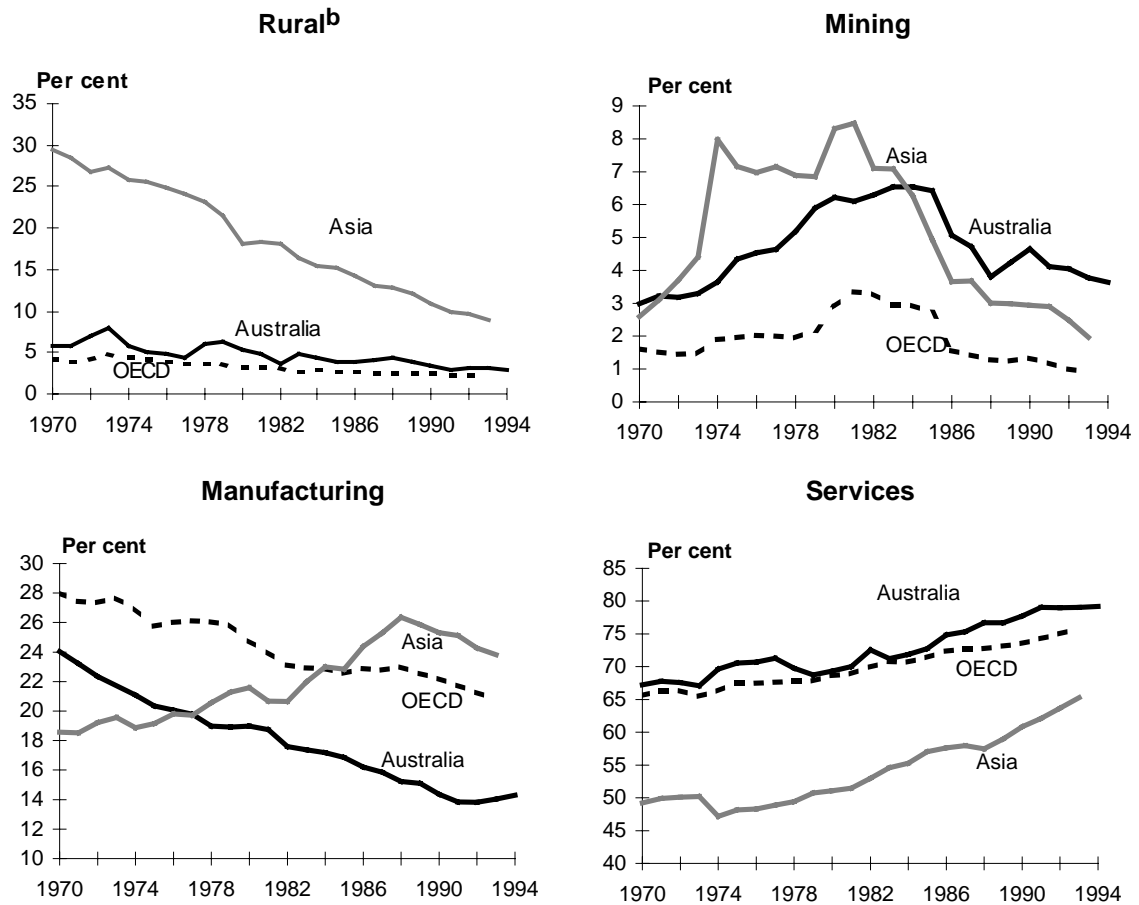 Rural^b
Per cent
35
30
25
20
15
10
5
0
Asia
Australia
OECD
1970 1974 1978 1982 1986 1990 1994
Mining
Per cent
9
8
7
6
5
4
3
2
1
0
Asia
Australia
OECD
1970 1974 1978 1982 1986 1990 1994
Manufacturing
Per cent
30
28
26
24
22
20
18
16
14
12
10
Asia
OECD
Australia
1970 1974 1978 1982 1986 1990 1994
Services
Per cent
85
80
75
70
65
60
55
50
45
40
Australia
OECD
Asia
1970 1974 1978 1982 1986 1990 1994